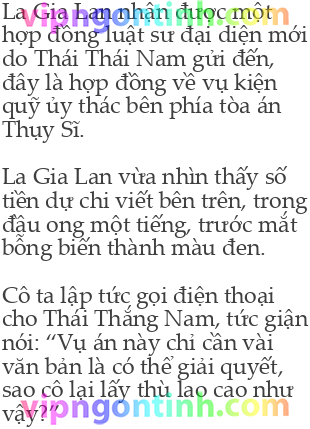 La Gia Lan nhận được một
hợp đồng luật sư đại diện mới
do Thái Thái Nam gửi đến,
đây là hợp đồng về vụ kiện
quỹ ủy thác bên phía tòa án
Thụy Sĩ.
La Gia Lan vừa nhìn thấy số
tiền dự chi viết bên trên, trong
đầu ong một tiếng, trước mắt
bỗng biến thành màu đen.
Cô ta lập tức gọi điện thoại
cho Thái Thắng Nam, tức giận
nói: “Vụ án này chỉ cần vài
văn bản là có thể giải quyết,
sao cô lại lấy thù lao cao như
vậy?”
vipngontinh.com
vipngontinh.com